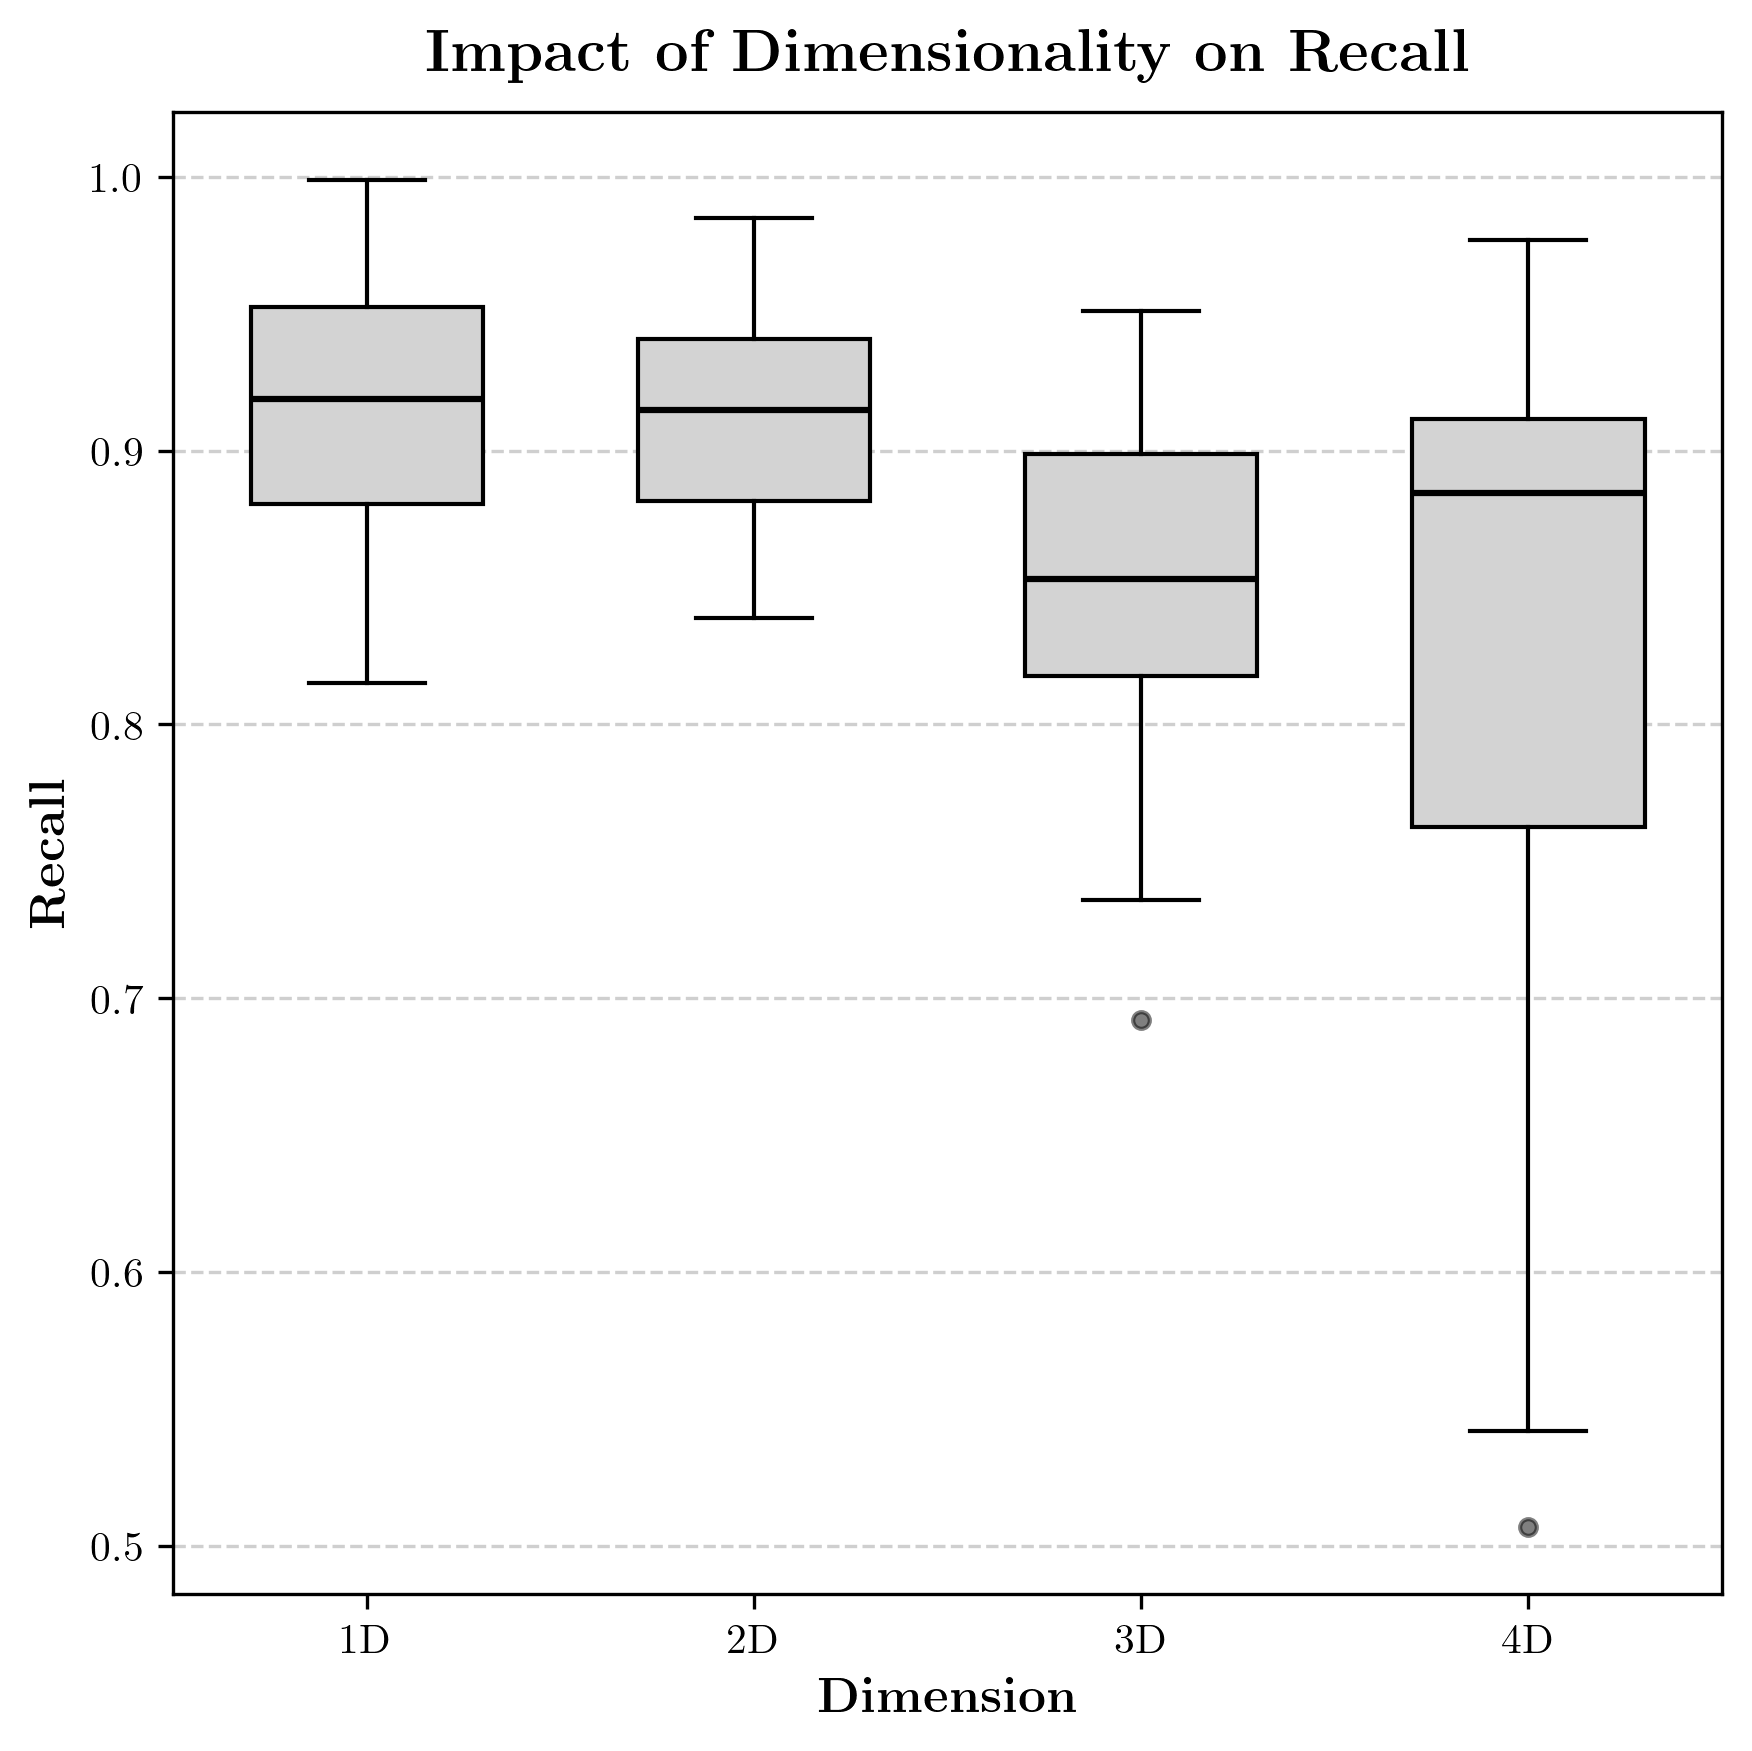 Impact of Dimensionality on Recall
1.0
0.9
0.8
0.7
0.6
0.5
Recall
1D
2D
3D
4D
Dimension